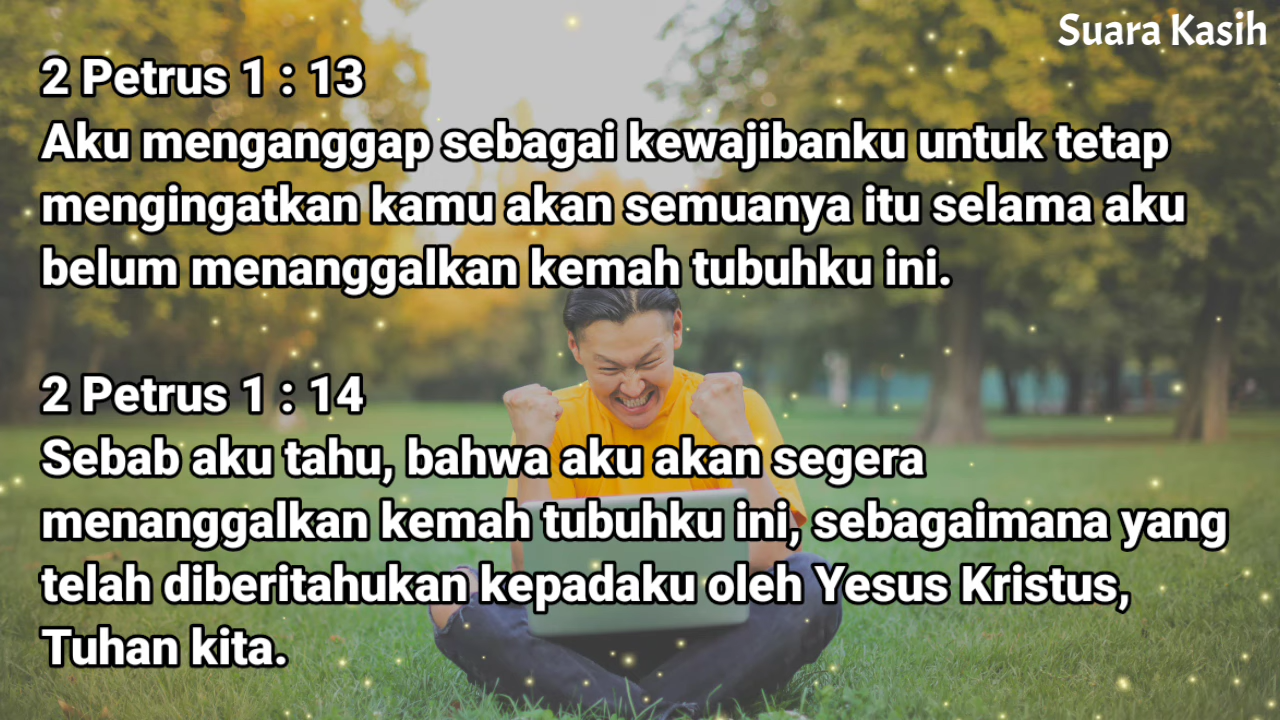 Suara Kasih
2 Petrus 1 : 13
Aku menganggap sebagai kewajibanku untuk tetap
mengingatkan kamu akan semuanya itu selama aku
belum menanggalkan kemah tubuhku ini.
2 Petrus 1 : 14
Sebab aku tahu, bahwa aku akan segera
menanggalkan kemah tubuhku ini, sebagaimana yang
telah diberitahukan kepadaku oleh Yesus Kristus,
Tuhan kita.